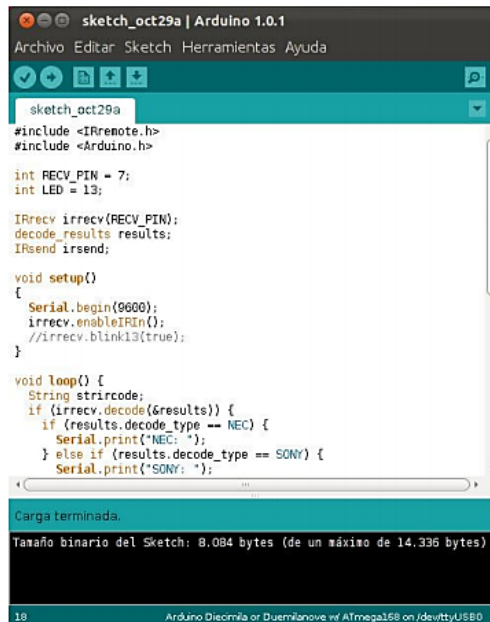 sketch_oct29a | Arduino 1.0.1
Archivo Editar Sketch Herramientas Ayuda
sketch_oct29a
#include <IRremote.h>
#include <Arduino.h>
int RECV_PIN = 7;
int LED = 13;
IRrecv irrecv(RECV_PIN);
decode_results results;
IRsend irsend;
void setup()
{
Serial.begin(9600);
irrecv.enableIRIn();
//irrecv.blink13(true);
}
void loop() {
String strircode;
if (irrecv.decode(&results)) {
if (results.decode_type == NEC) {
Serial.print("NEC: ");
} else if (results.decode_type == SONY) {
Serial.print("SONY: ");
Carga terminada.
Tamaño binario del Sketch: 8.084 bytes (de un máximo de 14.336 bytes)
18 Arduino Diecimila or Duemilanove w/ ATmega168 on /dev/ttyUSB0